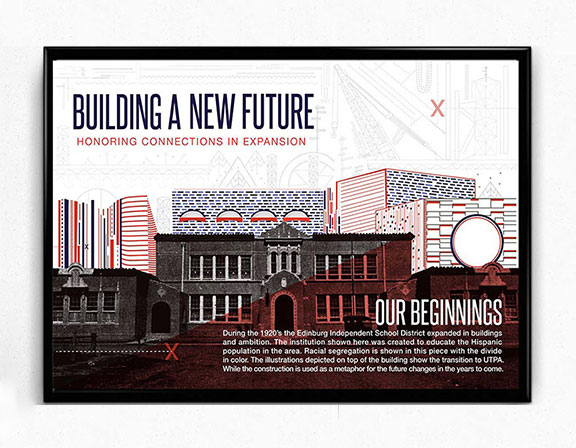 BUILDING A NEW FUTURE
HONORING CONNECTIONS IN EXPANSION
X
X
X
OUR BEGINNINGS
During the 1920's the Edinburg Independent School District expanded in buildings
and ambition. The institution shown here was created to educate the Hispanic
population in the area. Racial segregation is shown in this piece with the divide
in color. The illustrations depicted on top of the building show the transition to UTPA.
While the construction is used as a metaphor for the future changes in the years to come.